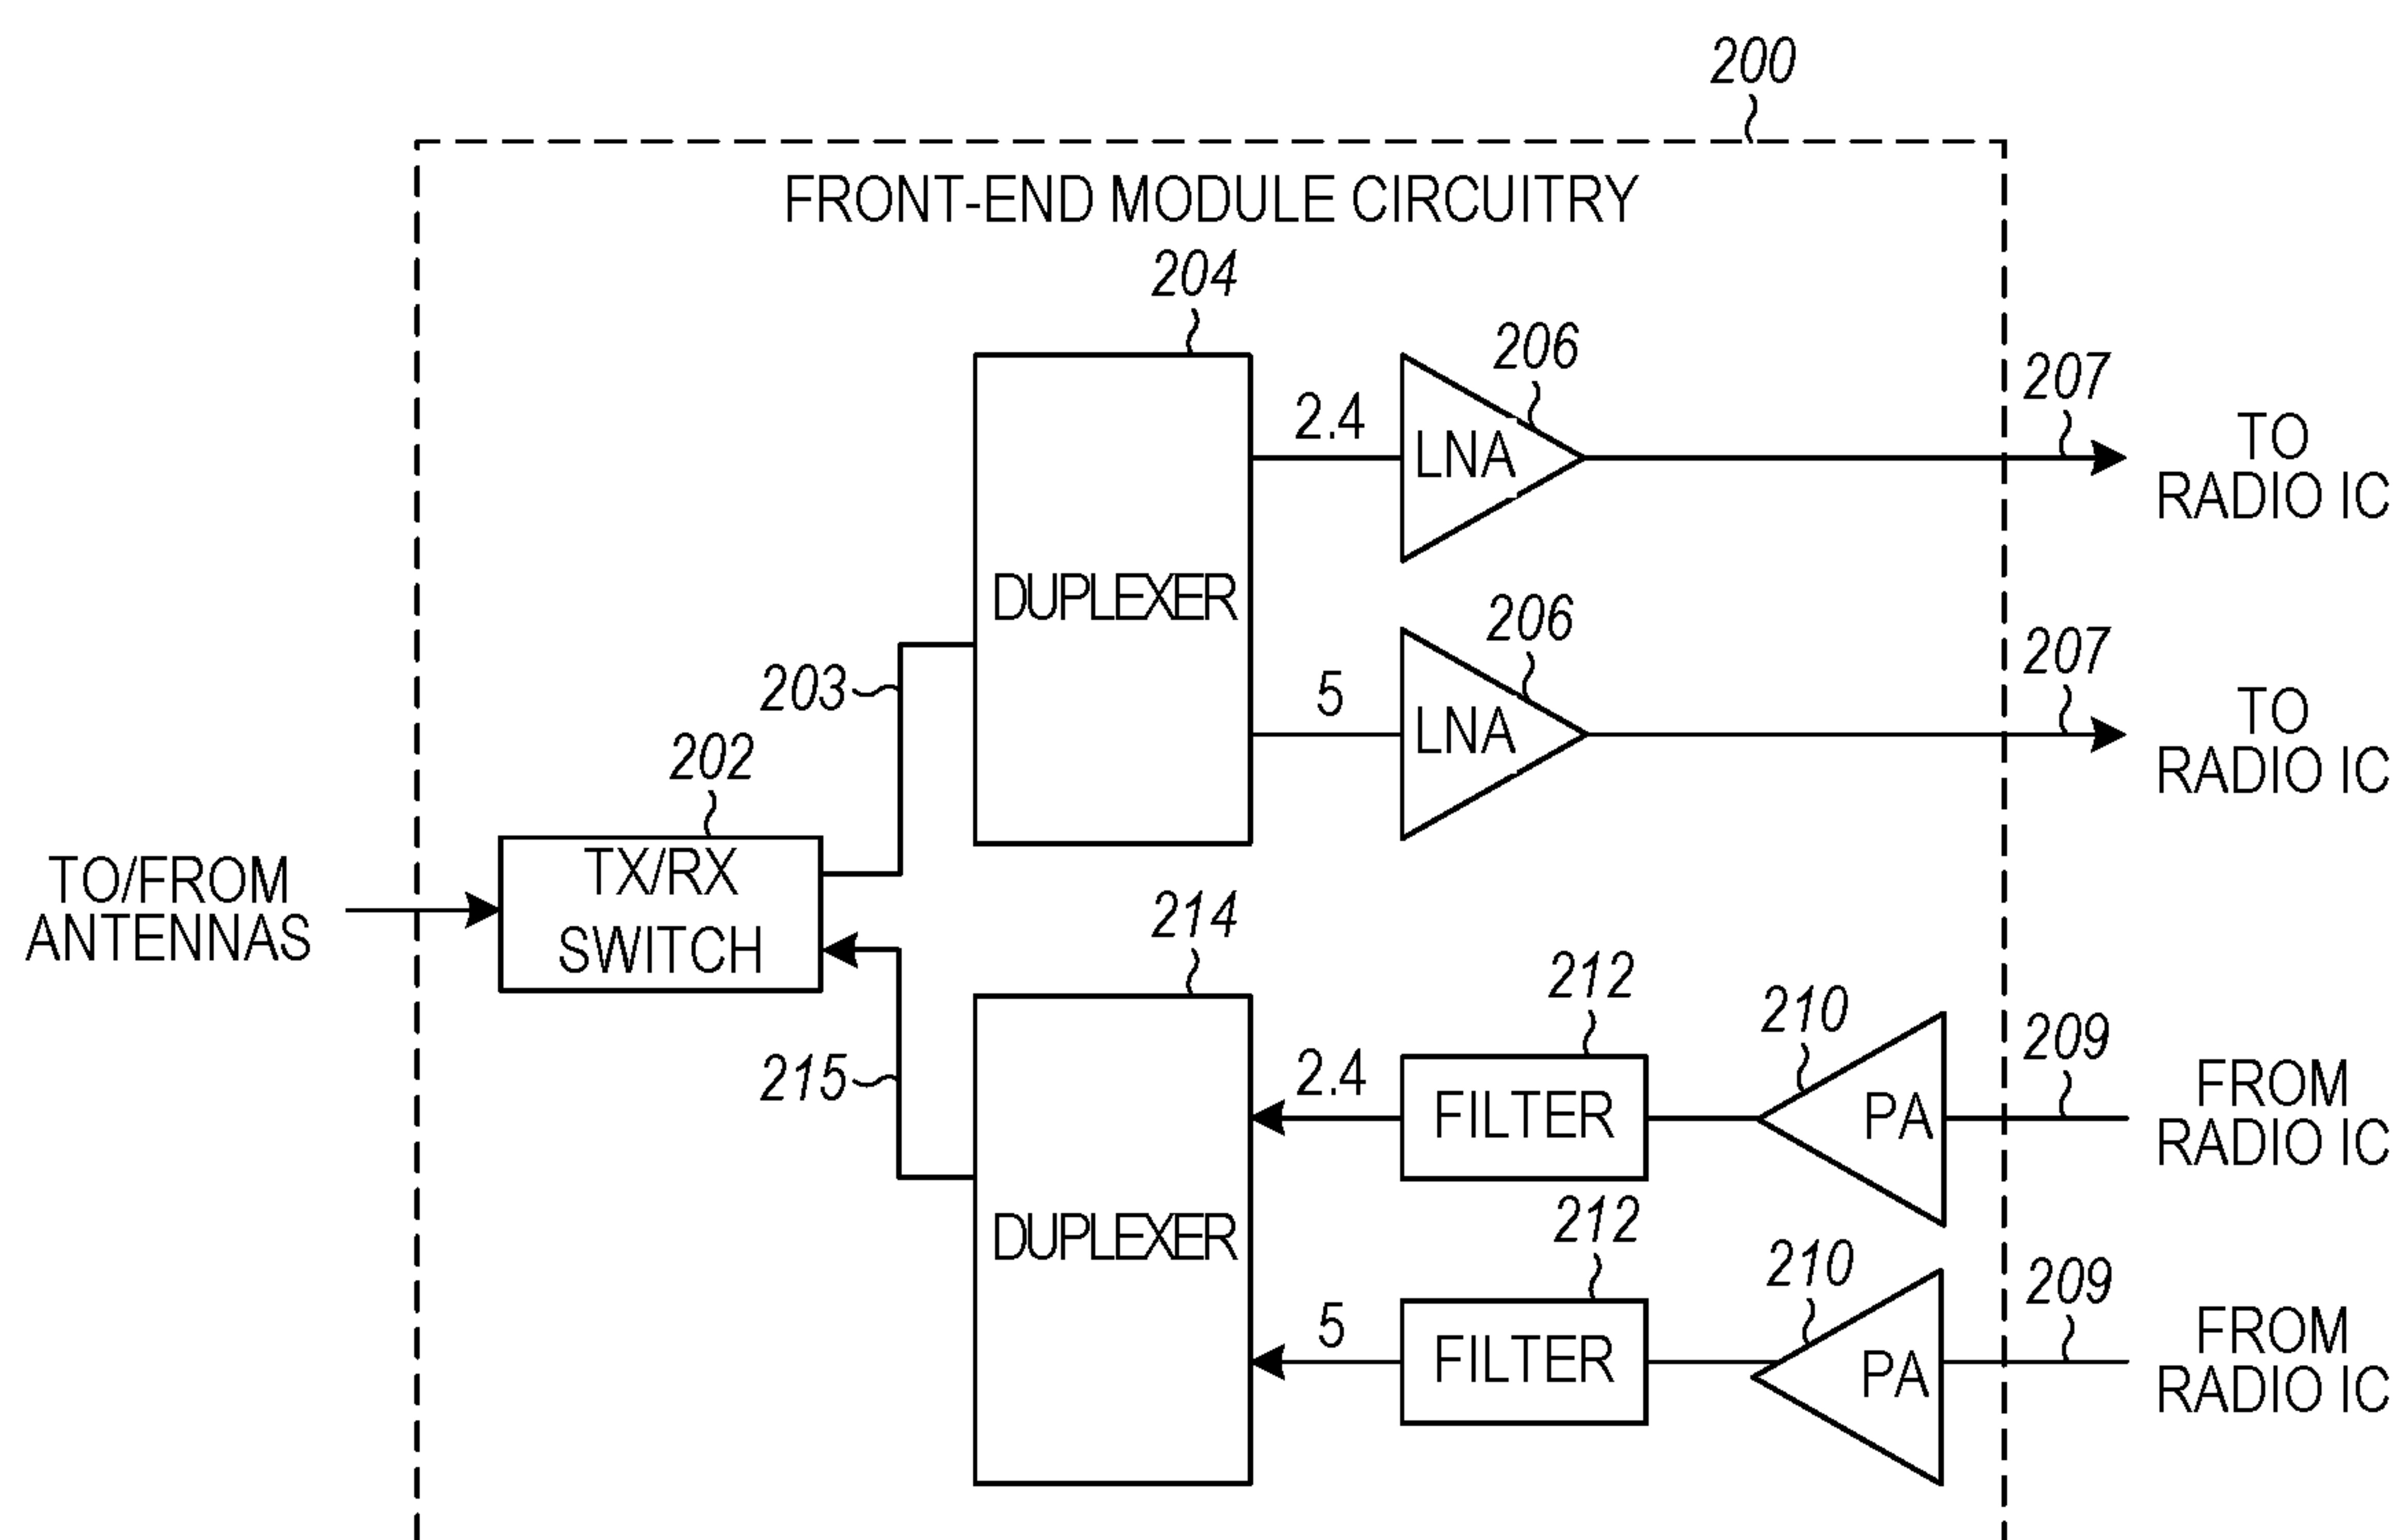 200
FRONT-END MODULE CIRCUITRY
204
206
207
2.4
LNA
TO
RADIO IC
DUPLEXER
206
207
203
5
LNA
TO
RADIO IC
202
TX/RX
SWITCH
TO/FROM
ANTENNAS
214
212
210
209
215
2.4
FILTER
PA
FROM
RADIO IC
DUPLEXER
212
210
209
5
FILTER
PA
FROM
RADIO IC